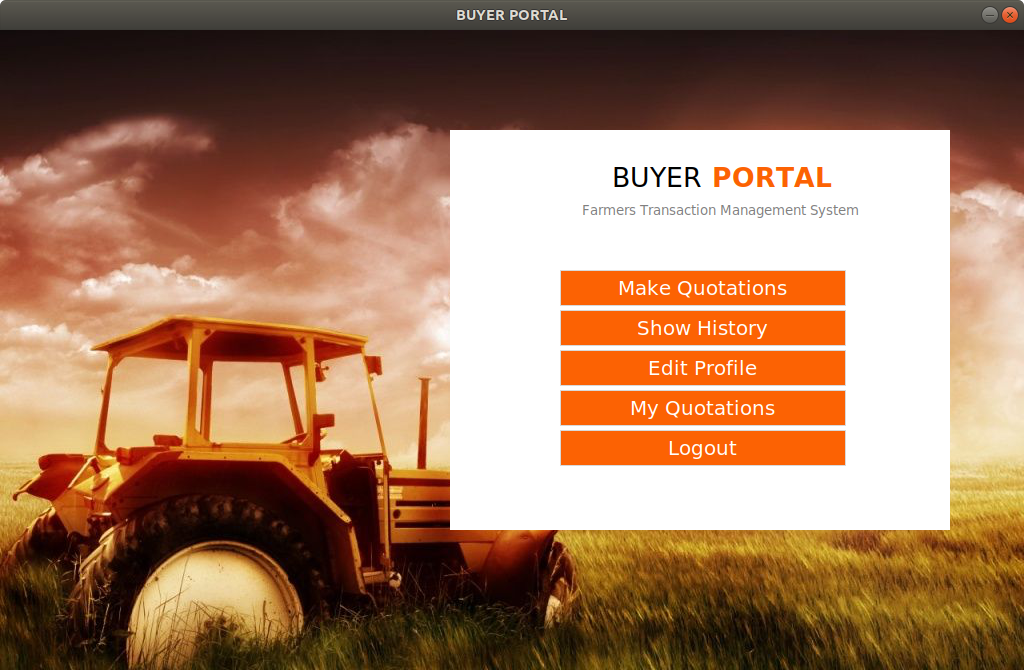 BUYER PORTAL
BUYER PORTAL
Farmers Transaction Management System
Make Quotations
Show History
Edit Profile
My Quotations
Logout